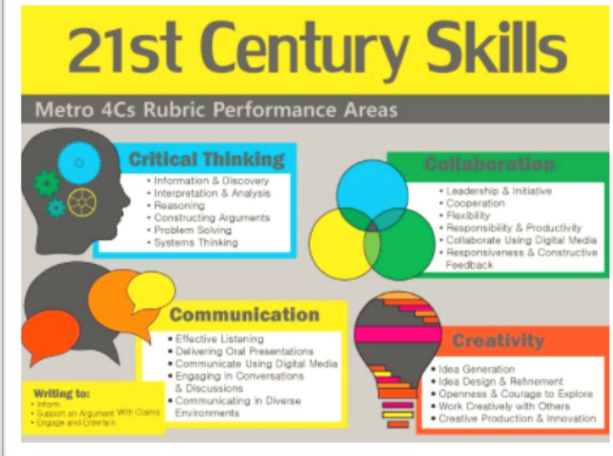 21st Century Skills
Metro 4Cs Rubric Performance Areas
Critical Thinking
• Information & Discovery
• Interpretation & Analysis
• Reasoning
• Constructing Arguments
• Problem Solving
• Systems Thinking
Collaboration
• Leadership & Initiative
• Cooperation
• Flexibility
• Responsibility & Productivity
• Collaborate Using Digital Media
• Responsiveness & Constructive
Feedback
Communication
• Effective Listening
• Delivering Oral Presentations
• Communicate Using Digital Media
• Engaging in Conversations
& Discussions
• Communicating in Diverse
Environments
Writing to:
• Inform
• Support an Argument With Claims
• Engage and Entertain
Creativity
• Idea Generation
• Idea Design & Refinement
• Openness & Courage to Explore
• Work Creatively with Others
• Creative Production & Innovation